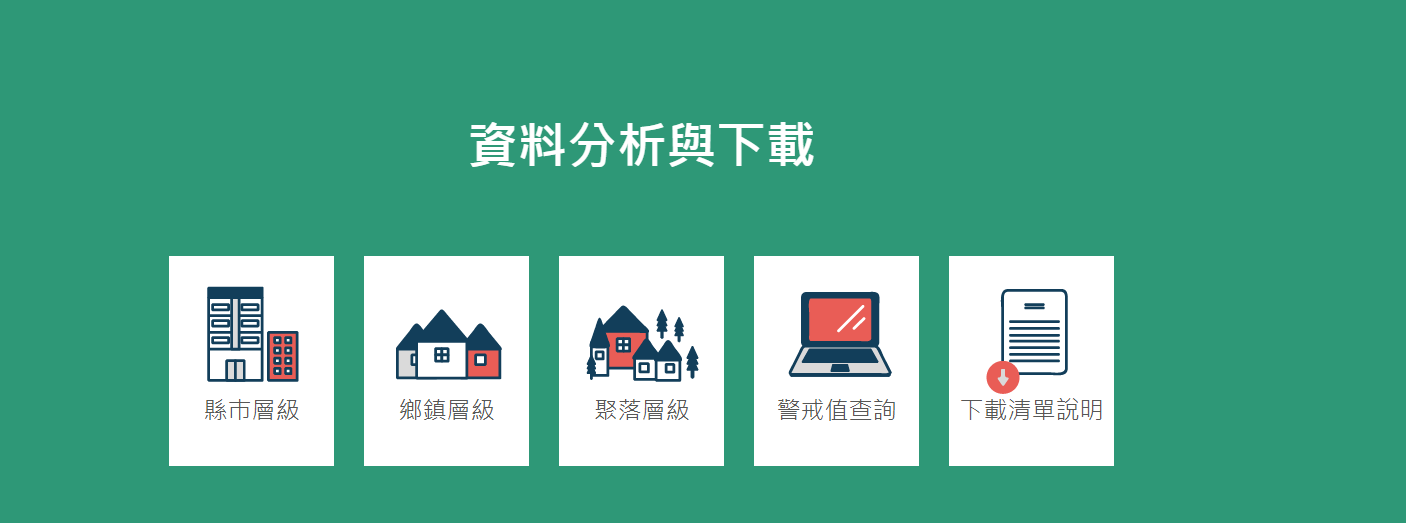 資料分析與下載
縣市層級
鄉鎮層級
聚落層級
警戒值查詢
下載清單說明